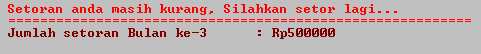 Setoran anda masih kurang, Silahkan setor lagi...
==========================================================
Jumlah setoran Bulan ke-3      : Rp500000